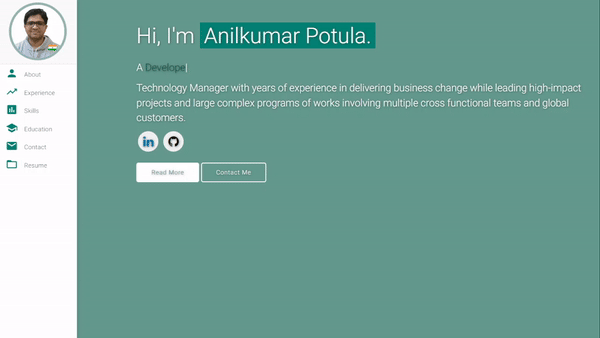 About
Experience
Skills
Education
Contact
Resume
Hi, I'm Anilkumar Potula.
A Develope|
Technology Manager with years of experience in delivering business change while leading high-impact
projects and large complex programs of works involving multiple cross functional teams and global
customers.
in
Read More
Contact Me